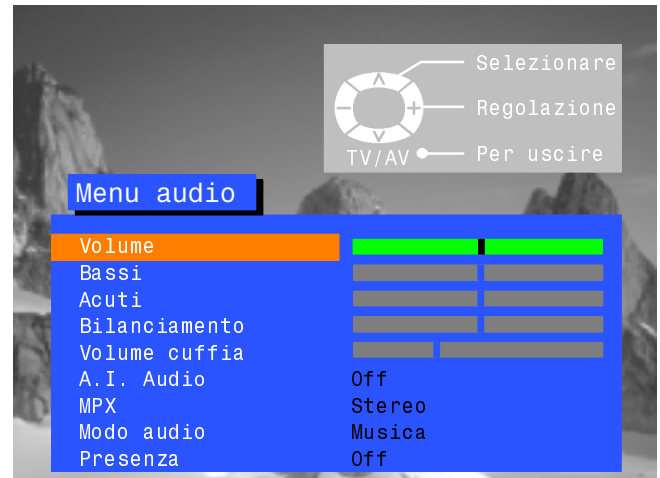 Selezionare
Regolazione
TV/AV Per uscire
Menu audio
Volume
Bassi
Acuti
Bilanciamento
Volume cuffia
A.I. Audio Off
MPX Stereo
Modo audio Musica
Presenza Off